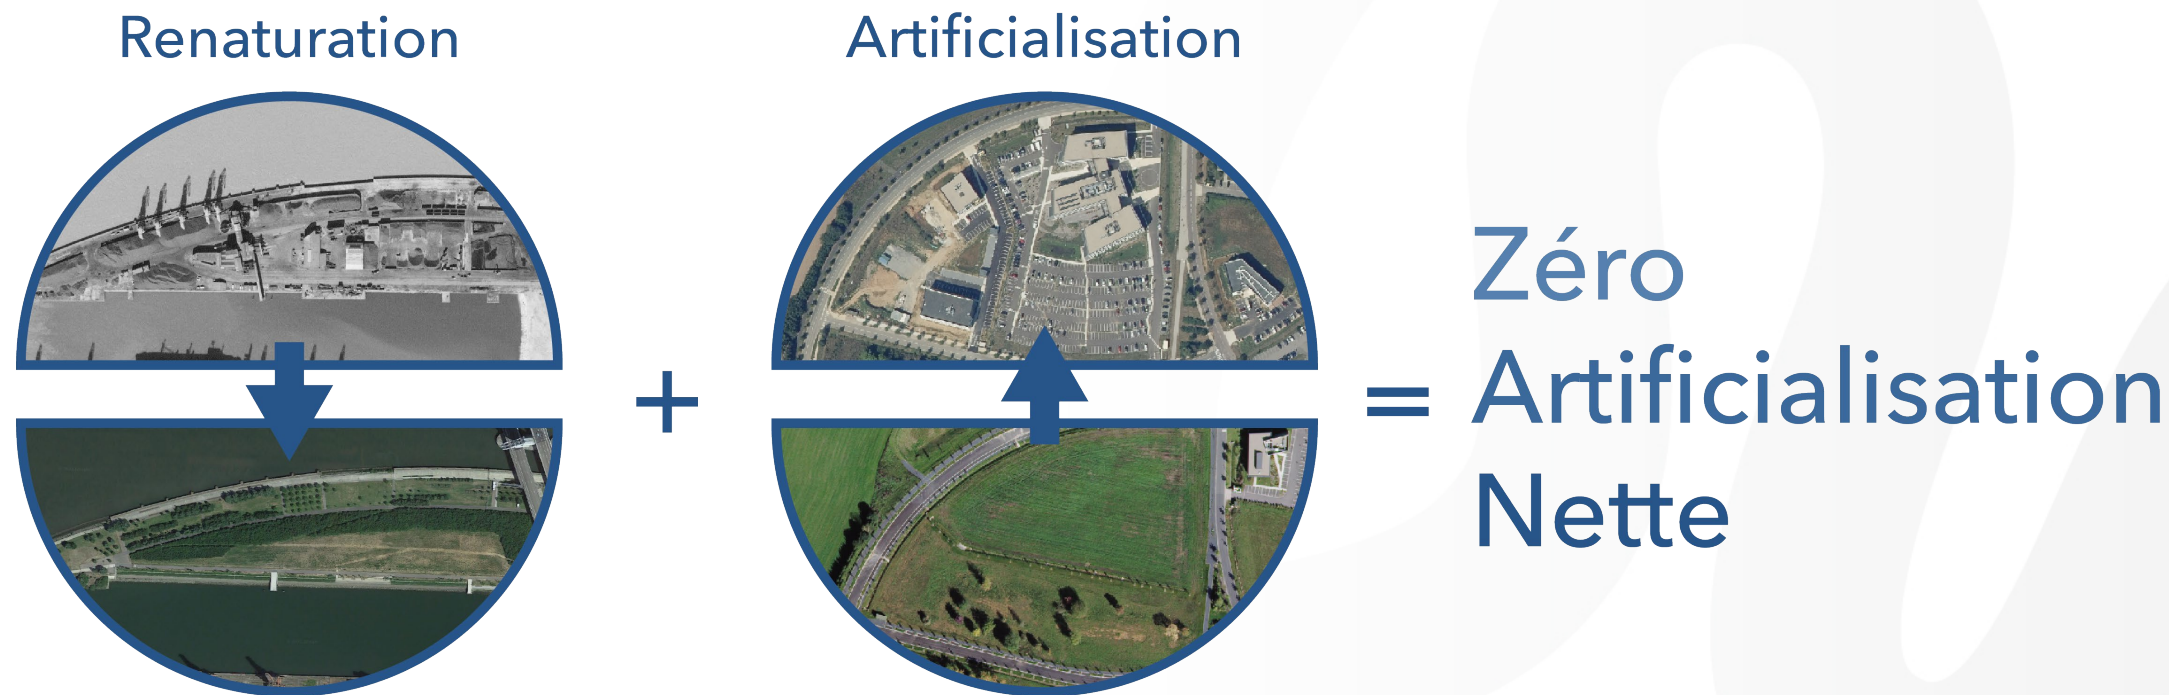 Renaturation
Artificialisation
+
=
Zéro
Artificialisation
Nette